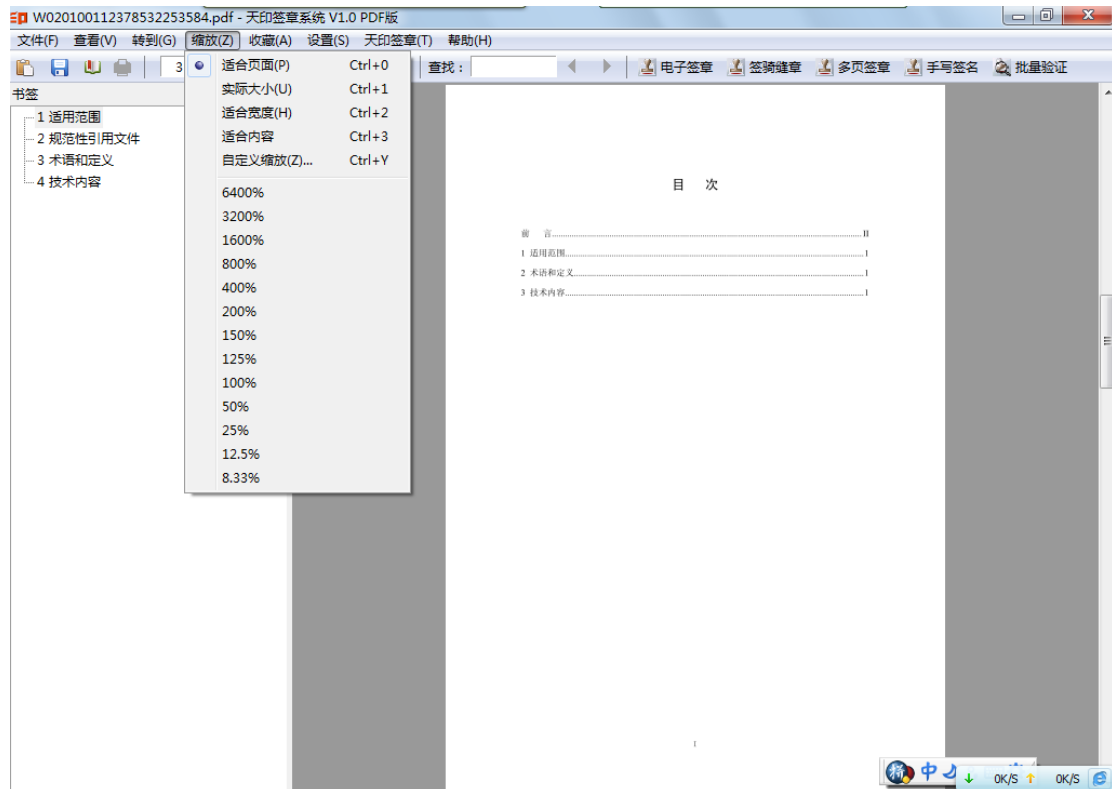 W020100112378532253584.pdf - 天印签章系统 V1.0 PDF版
文件(F) 查看(V) 转到(G) 缩放(Z) 收藏(A) 设置(S) 天印签章(T) 帮助(H)
3 查找： 电子签章 签骑缝章 多页签章 手写签名 批量验证
书签
1 适用范围
2 规范性引用文件
3 术语和定义
4 技术内容
适合页面(P) Ctrl+0
实际大小(U) Ctrl+1
适合宽度(H) Ctrl+2
适合内容 Ctrl+3
自定义缩放(Z)... Ctrl+Y
6400%
3200%
1600%
800%
400%
200%
150%
125%
100%
50%
25%
12.5%
8.33%
目 次
前 言 II
1 适用范围 1
2 术语和定义 1
3 技术内容 1
I
中
0K/S 0K/S